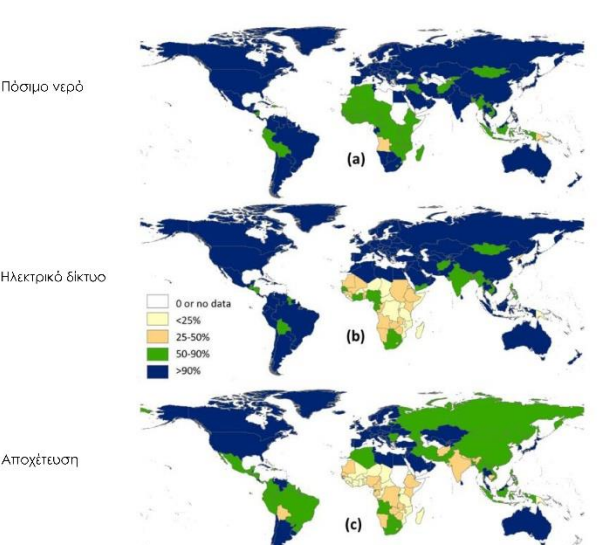 Πόσιμο νερό
(a)
Ηλεκτρικό δίκτυο
0 or no data
<25%
25-50%
50-90%
>90%
(b)
Αποχέτευση
(c)